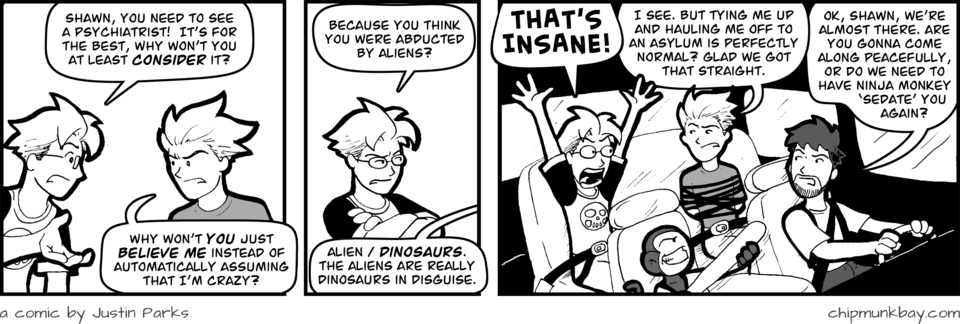 SHAWN, YOU NEED TO SEE
A PSYCHIATRIST! IT'S FOR
THE BEST, WHY WON'T YOU
AT LEAST CONSIDER IT?
WHY WON'T YOU JUST
BELIEVE ME INSTEAD OF
AUTOMATICALLY ASSUMING
THAT I'M CRAZY?
BECAUSE YOU THINK
YOU WERE ABDUCTED
BY ALIENS?
ALIEN / DINOSAURS.
THE ALIENS ARE REALLY
DINOSAURS IN DISGUISE.
THAT'S
INSANE!
I SEE. BUT TYING ME UP
AND HAULING ME OFF TO
AN ASYLUM IS PERFECTLY
NORMAL? GLAD WE GOT
THAT STRAIGHT.
OK, SHAWN, WE'RE
ALMOST THERE. ARE
YOU GONNA COME
ALONG PEACEFULLY,
OR DO WE NEED TO
HAVE NINJA MONKEY
'SEDATE' YOU
AGAIN?
a comic by Justin Parks
chipmunkbay.com